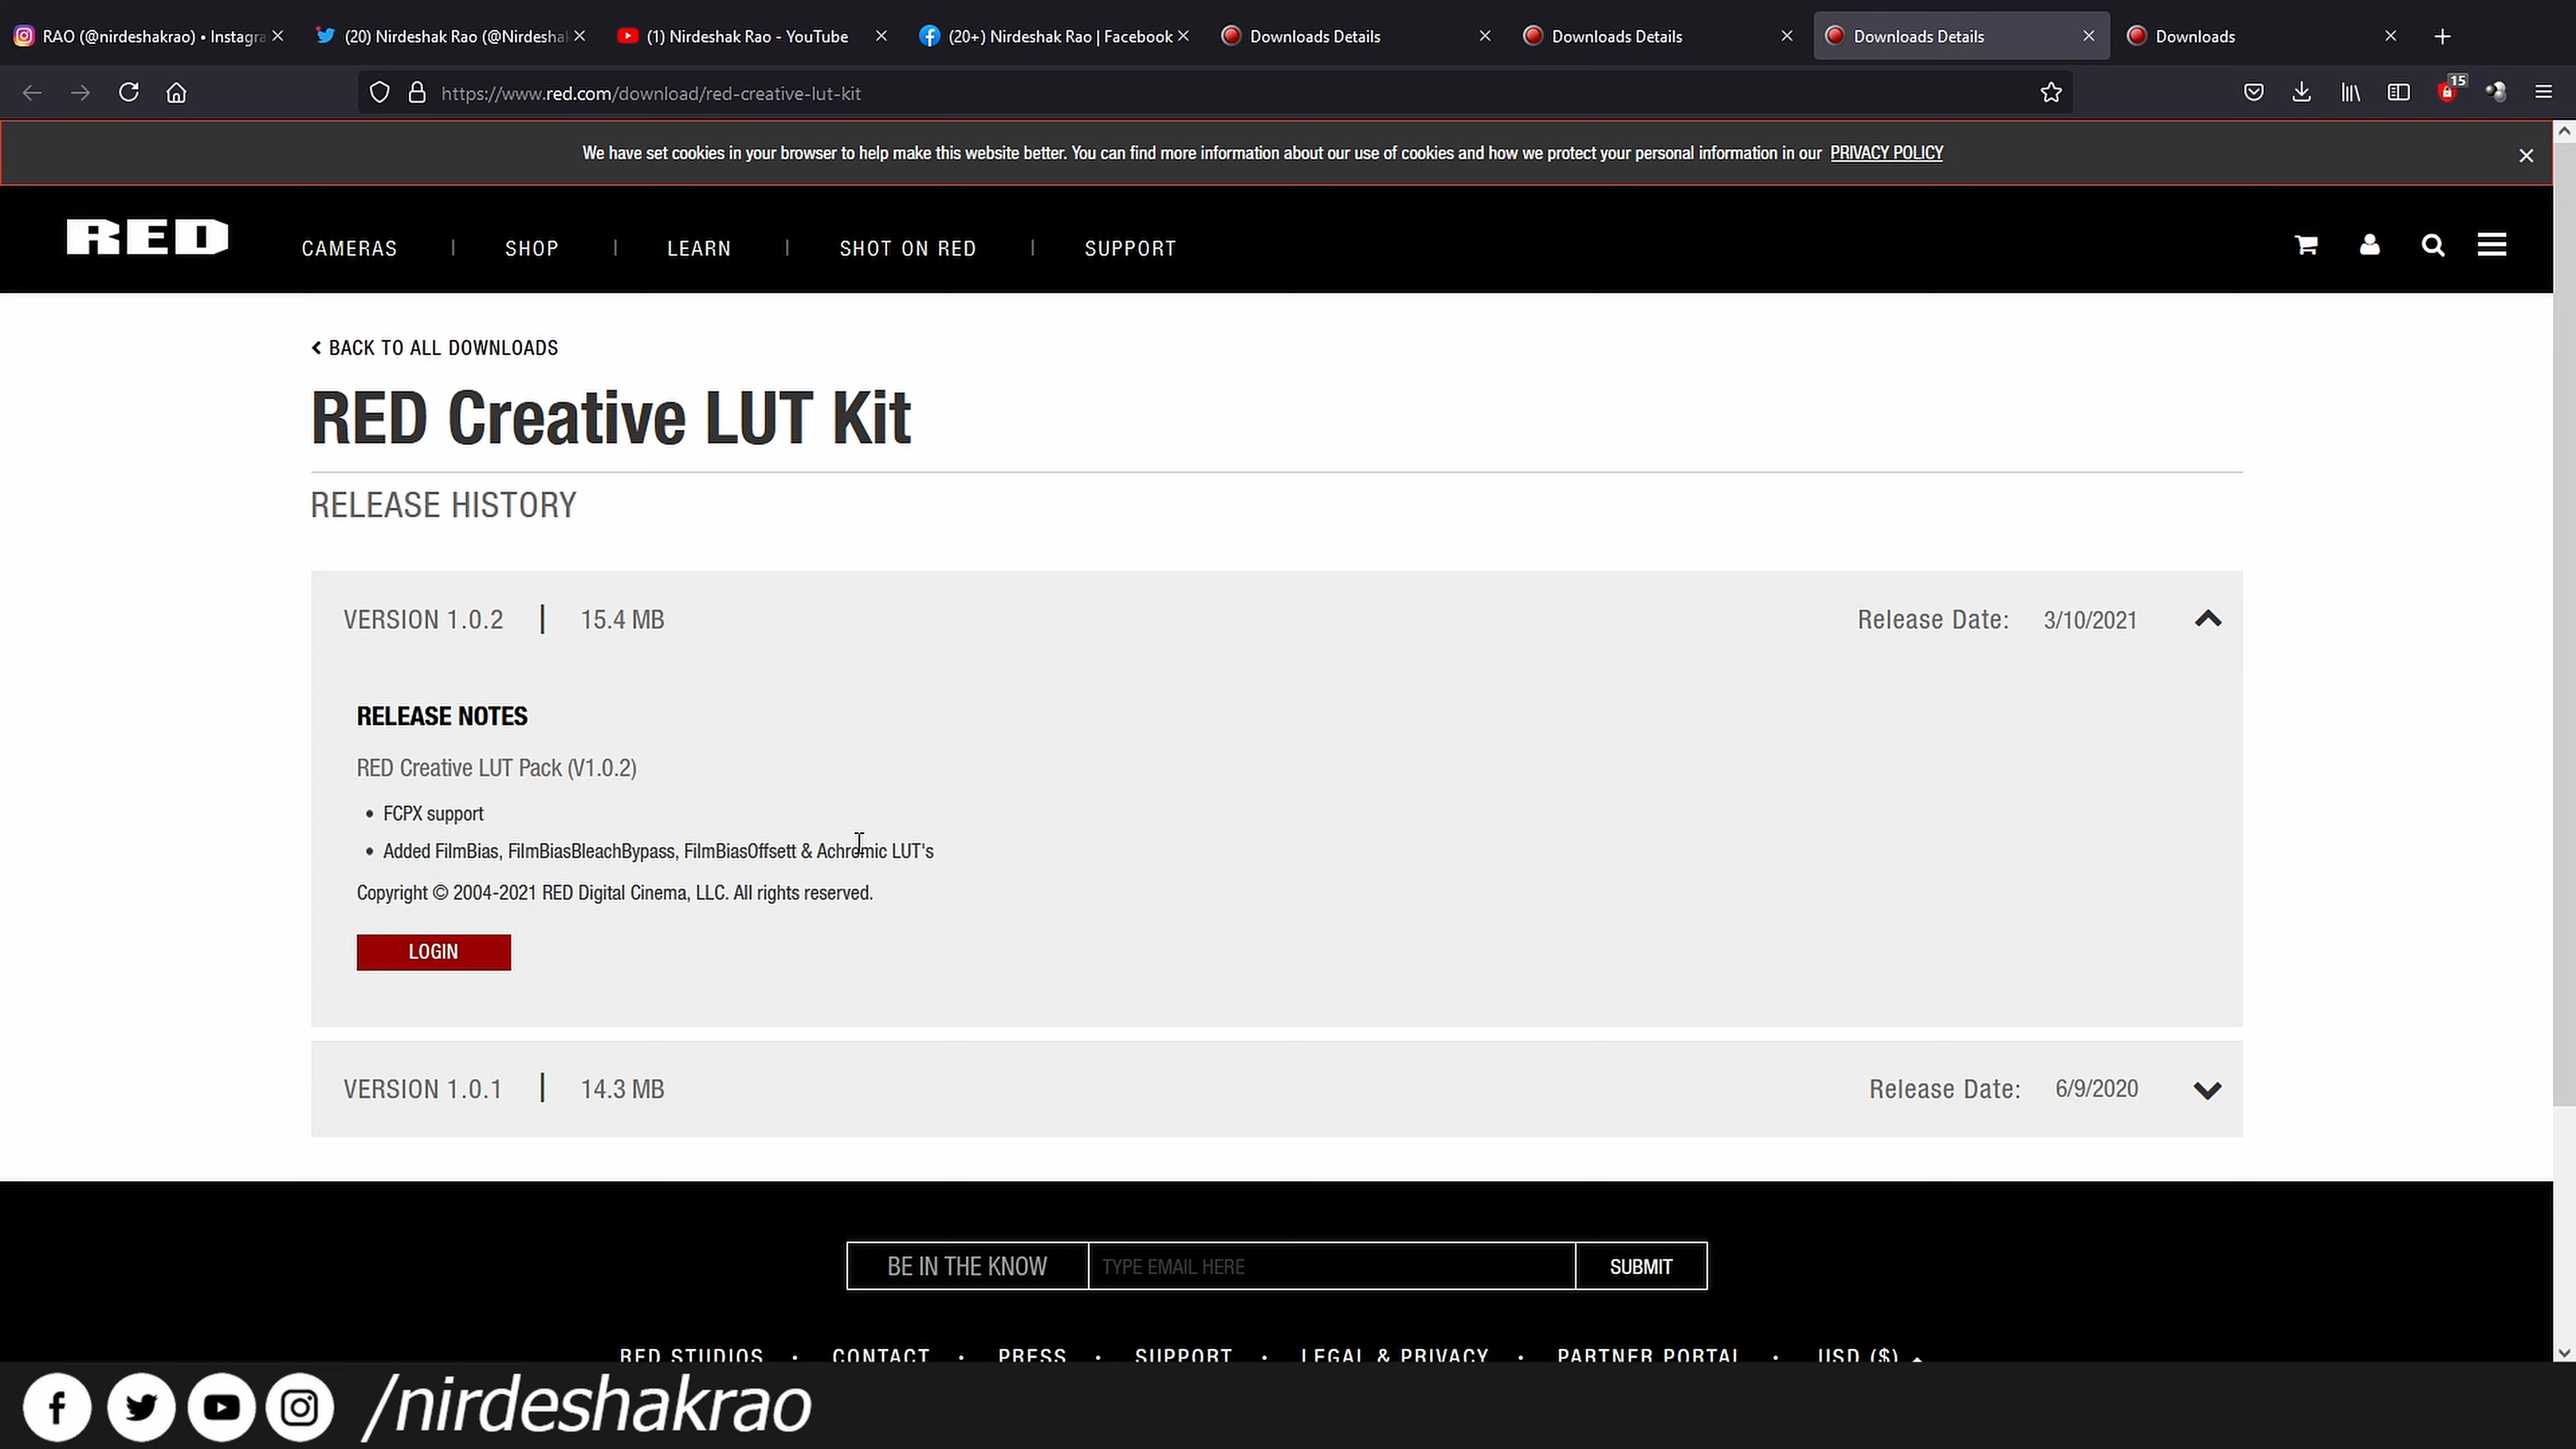 RAO (@nirdeshakrao) • Instagra
(20) Nirdeshak Rao (@Nirdeshal
(1) Nirdeshak Rao - YouTube
(20+) Nirdeshak Rao | Facebook
Downloads Details
Downloads Details
Downloads Details
Downloads
https://www.red.com/download/red-creative-lut-kit
15
We have set cookies in your browser to help make this website better. You can find more information about our use of cookies and how we protect your personal information in our PRIVACY POLICY
RED
CAMERAS | SHOP | LEARN | SHOT ON RED | SUPPORT
BACK TO ALL DOWNLOADS
RED Creative LUT Kit
RELEASE HISTORY
VERSION 1.0.2 | 15.4 MB Release Date: 3/10/2021
RELEASE NOTES
RED Creative LUT Pack (V1.0.2)
• FCPX support
• Added FilmBias, FilmBiasBleachBypass, FilmBiasOffsett & Achromic LUT's
Copyright © 2004-2021 RED Digital Cinema, LLC. All rights reserved.
LOGIN
VERSION 1.0.1 | 14.3 MB Release Date: 6/9/2020
BE IN THE KNOW TYPE EMAIL HERE SUBMIT
RED STUDIOS • CONTACT • PRESS • SUPPORT • LEGAL & PRIVACY • PARTNER PORTAL • USD ($)
/nirdeshakrao